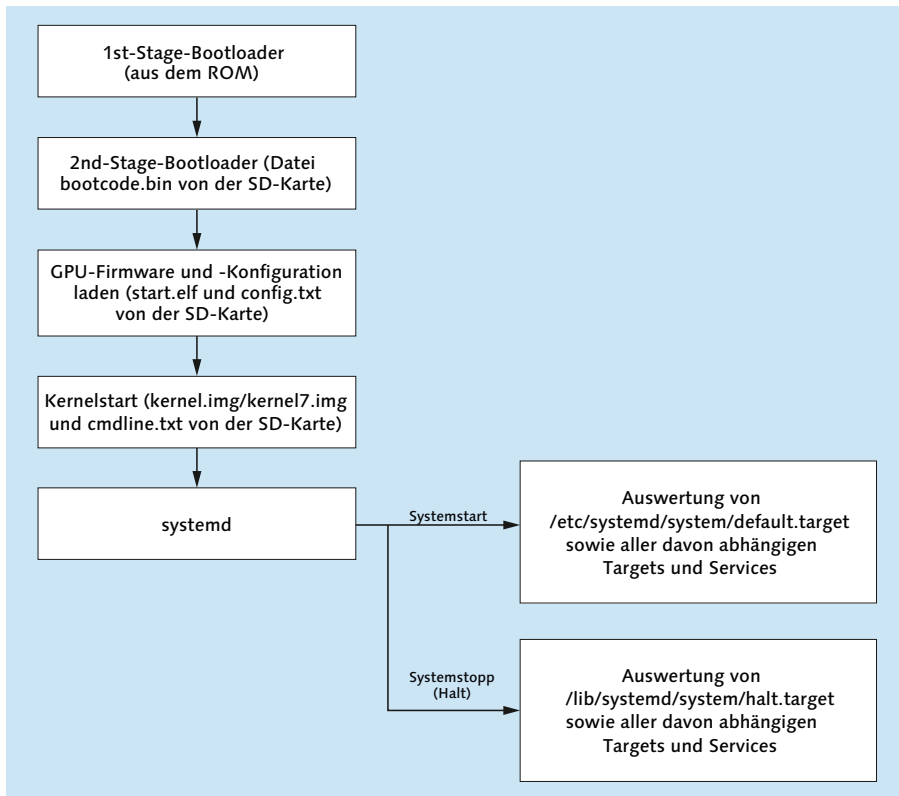 1st-Stage-Bootloader
(aus dem ROM)
2nd-Stage-Bootloader (Datei
bootcode.bin von der SD-Karte)
GPU-Firmware und -Konfiguration
laden (start.elf und config.txt
von der SD-Karte)
Kernelstart (kernel.img/kernel7.img
und cmdline.txt von der SD-Karte)
systemd
Systemstart
Auswertung von
/etc/systemd/system/default.target
sowie aller davon abhängigen
Targets und Services
Systemstopp
(Halt)
Auswertung von
/lib/systemd/system/halt.target
sowie aller davon abhängigen
Targets und Services